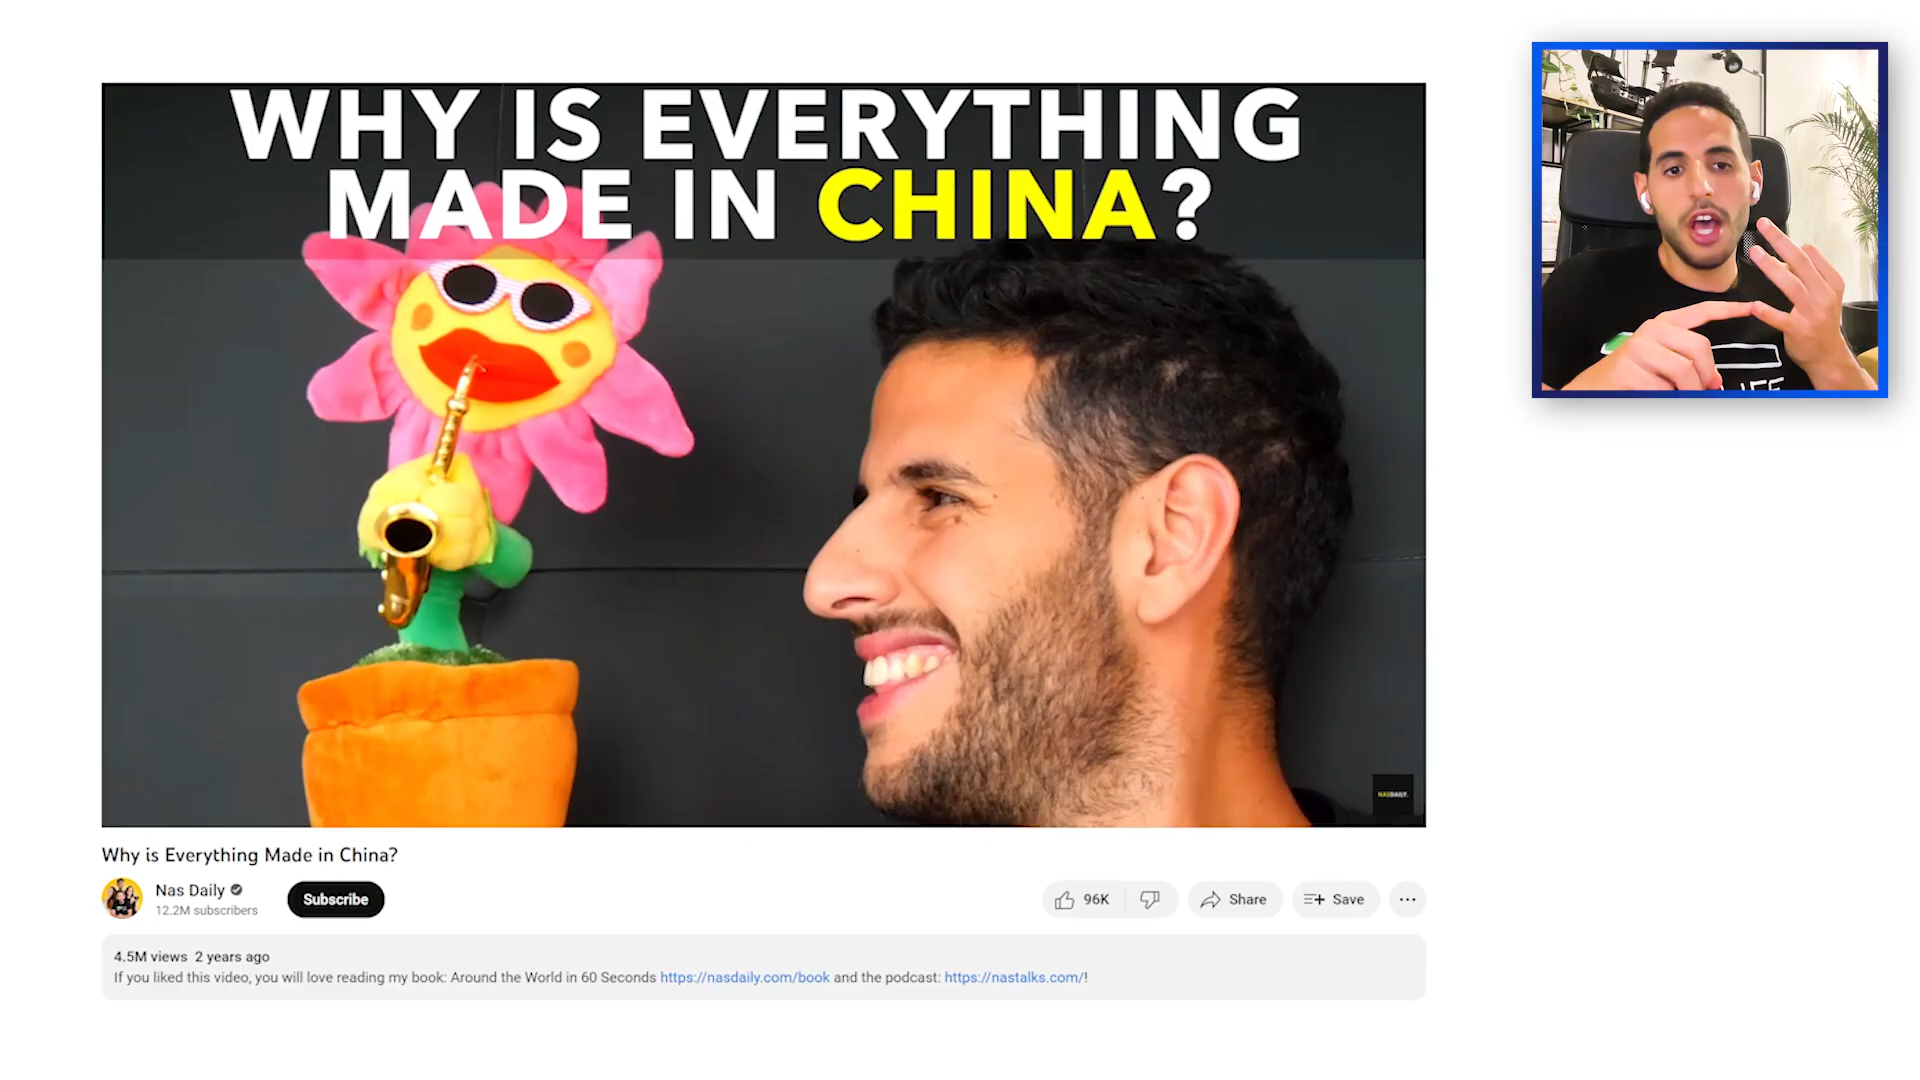 WHY IS EVERYTHING
MADE IN CHINA?
NASDAILY.
Why is Everything Made in China?
Nas Daily
12.2M subscribers
Subscribe
96K
Share
Save
4.5M views 2 years ago
If you liked this video, you will love reading my book: Around the World in 60 Seconds https://nasdaily.com/book and the podcast: https://nastalks.com/!